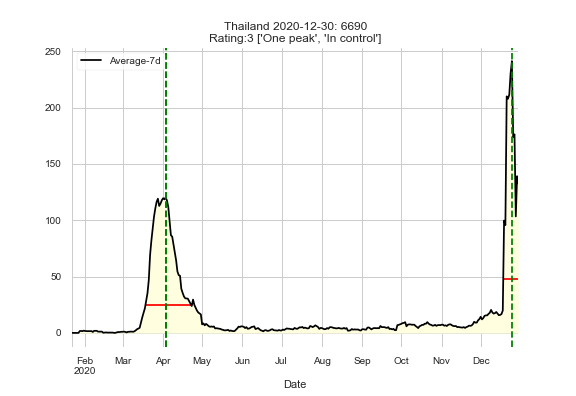 Thailand 2020-12-30: 6690
Rating:3 ['One peak', 'In control']
250
Average-7d
200
150
100
50
0
Feb Mar Apr May Jun Jul Aug Sep Oct Nov Dec
2020
Date